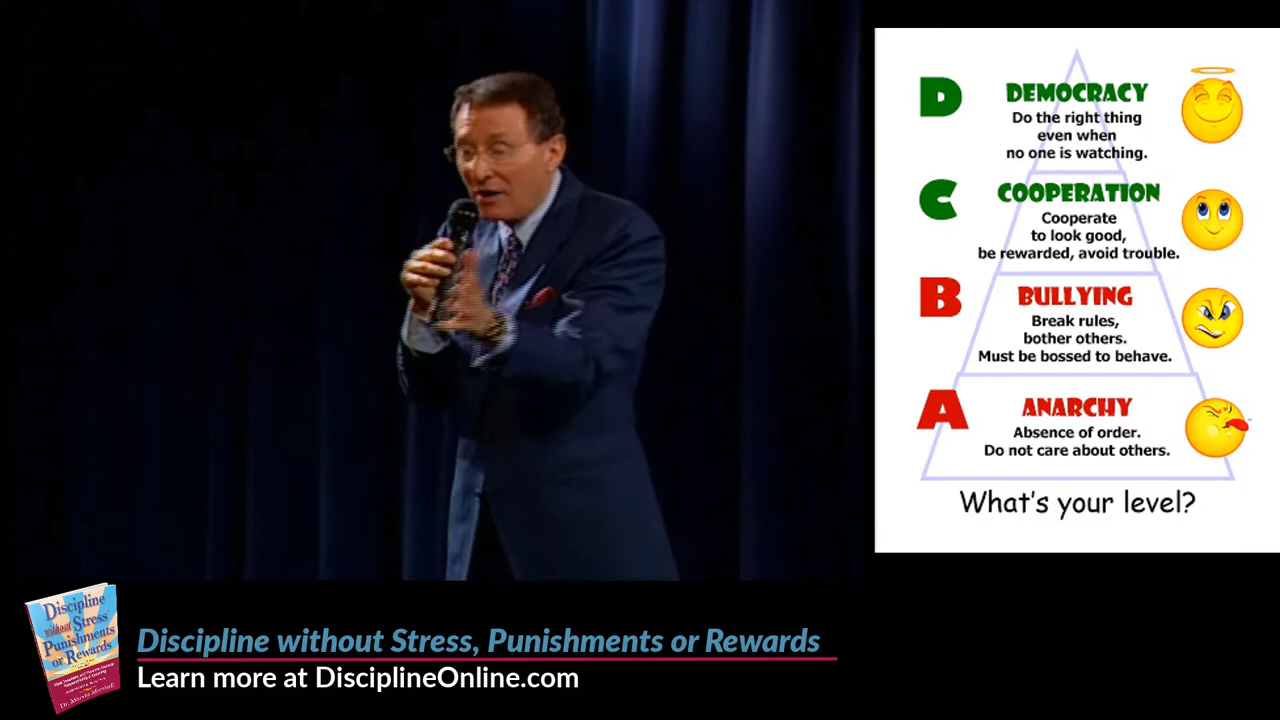 D
DEMOCRACY
Do the right thing
even when
no one is watching.
C
COOPERATION
Cooperate
to look good,
be rewarded, avoid trouble.
B
BULLYING
Break rules,
bother others.
Must be bossed to behave.
A
ANARCHY
Absence of order.
Do not care about others.
What's your level?
Discipline
without Stress
Punishments
or Rewards
Dr. Marvin Marshall
Discipline without Stress, Punishments or Rewards
Learn more at DisciplineOnline.com